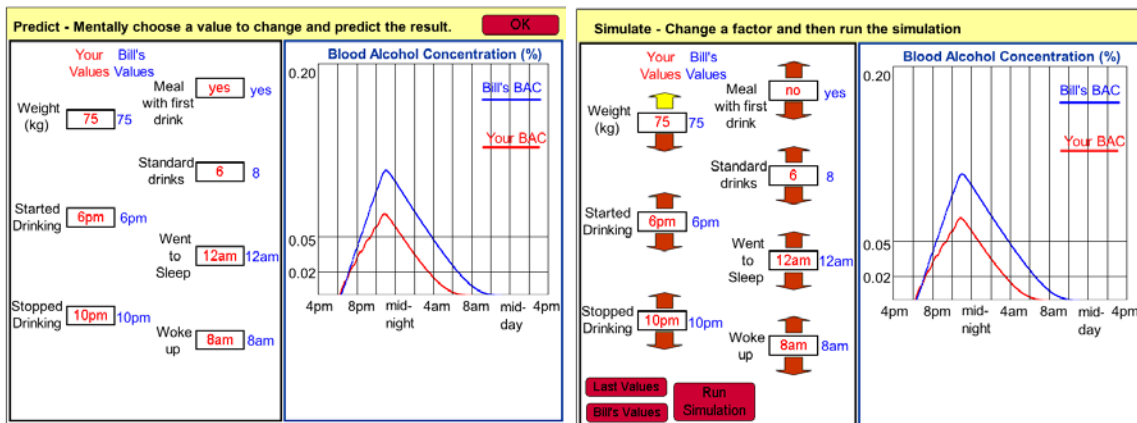 Predict - Mentally choose a value to change and predict the result.
OK
Your Values
Bill's Values
Meal with first drink
yes
yes
Weight (kg)
75
75
Standard drinks
6
8
Started Drinking
6pm
6pm
Went to Sleep
12am
12am
Stopped Drinking
10pm
10pm
Woke up
8am
8am
Blood Alcohol Concentration (%)
0.20
Bill's BAC
Your BAC
0.05
0.02
4pm 8pm mid-night 4am 8am mid-day 4pm
Simulate - Change a factor and then run the simulation
Your Values
Bill's Values
Meal with first drink
no
yes
Weight (kg)
75
75
Standard drinks
6
8
Started Drinking
6pm
6pm
Went to Sleep
12am
12am
Stopped Drinking
10pm
10pm
Woke up
8am
8am
Last Values
Bill's Values
Run Simulation
Blood Alcohol Concentration (%)
0.20
Bill's BAC
Your BAC
0.05
0.02
4pm 8pm mid-night 4am 8am mid-day 4pm